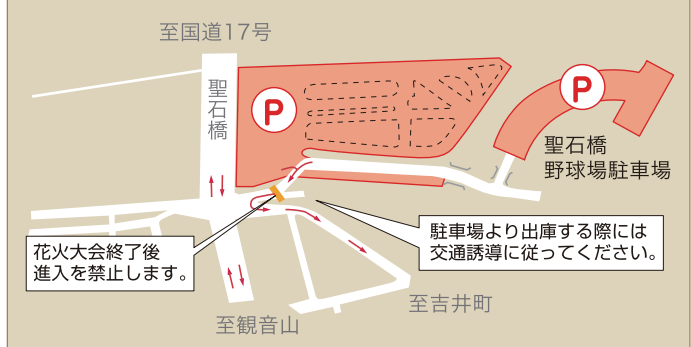 至国道17号
聖石橋
P
P
聖石橋
野球場駐車場
花火大会終了後
進入を禁止します。
駐車場より出庫する際には
交通誘導に従ってください。
至吉井町
至観音山